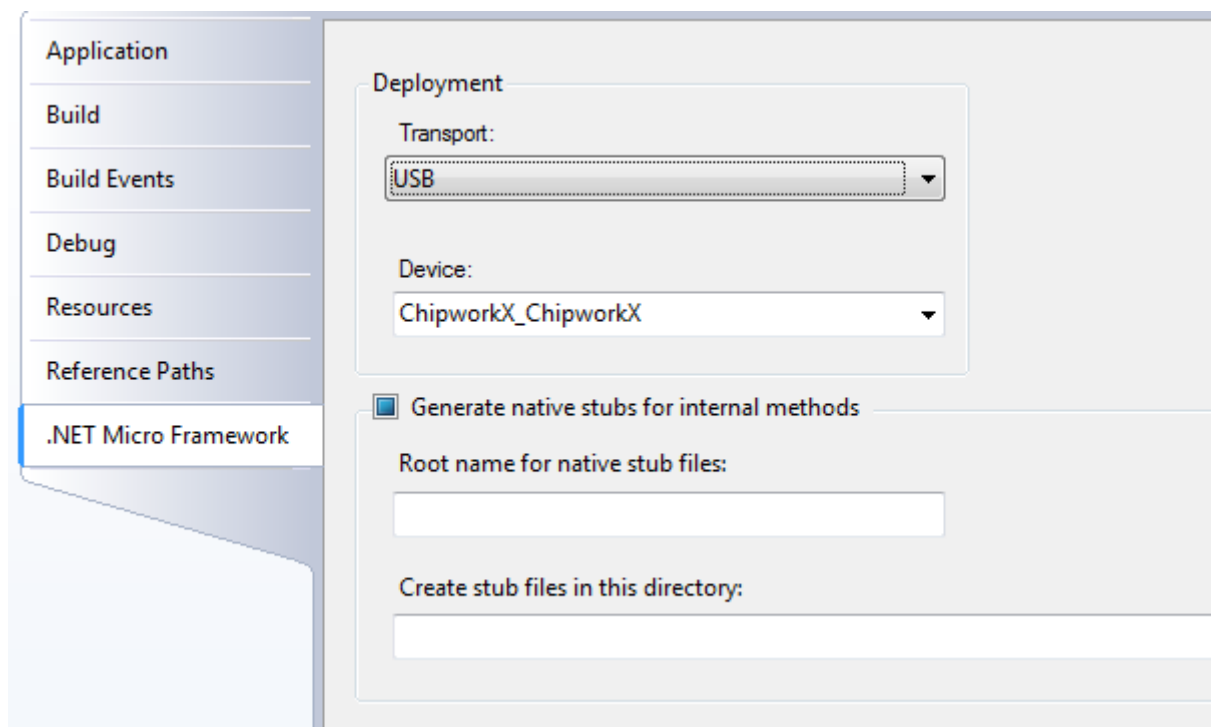 Application
Build
Build Events
Debug
Resources
Reference Paths
.NET Micro Framework
Deployment
Transport:
USB
Device:
ChipworkX_ChipworkX
Generate native stubs for internal methods
Root name for native stub files:
Create stub files in this directory: